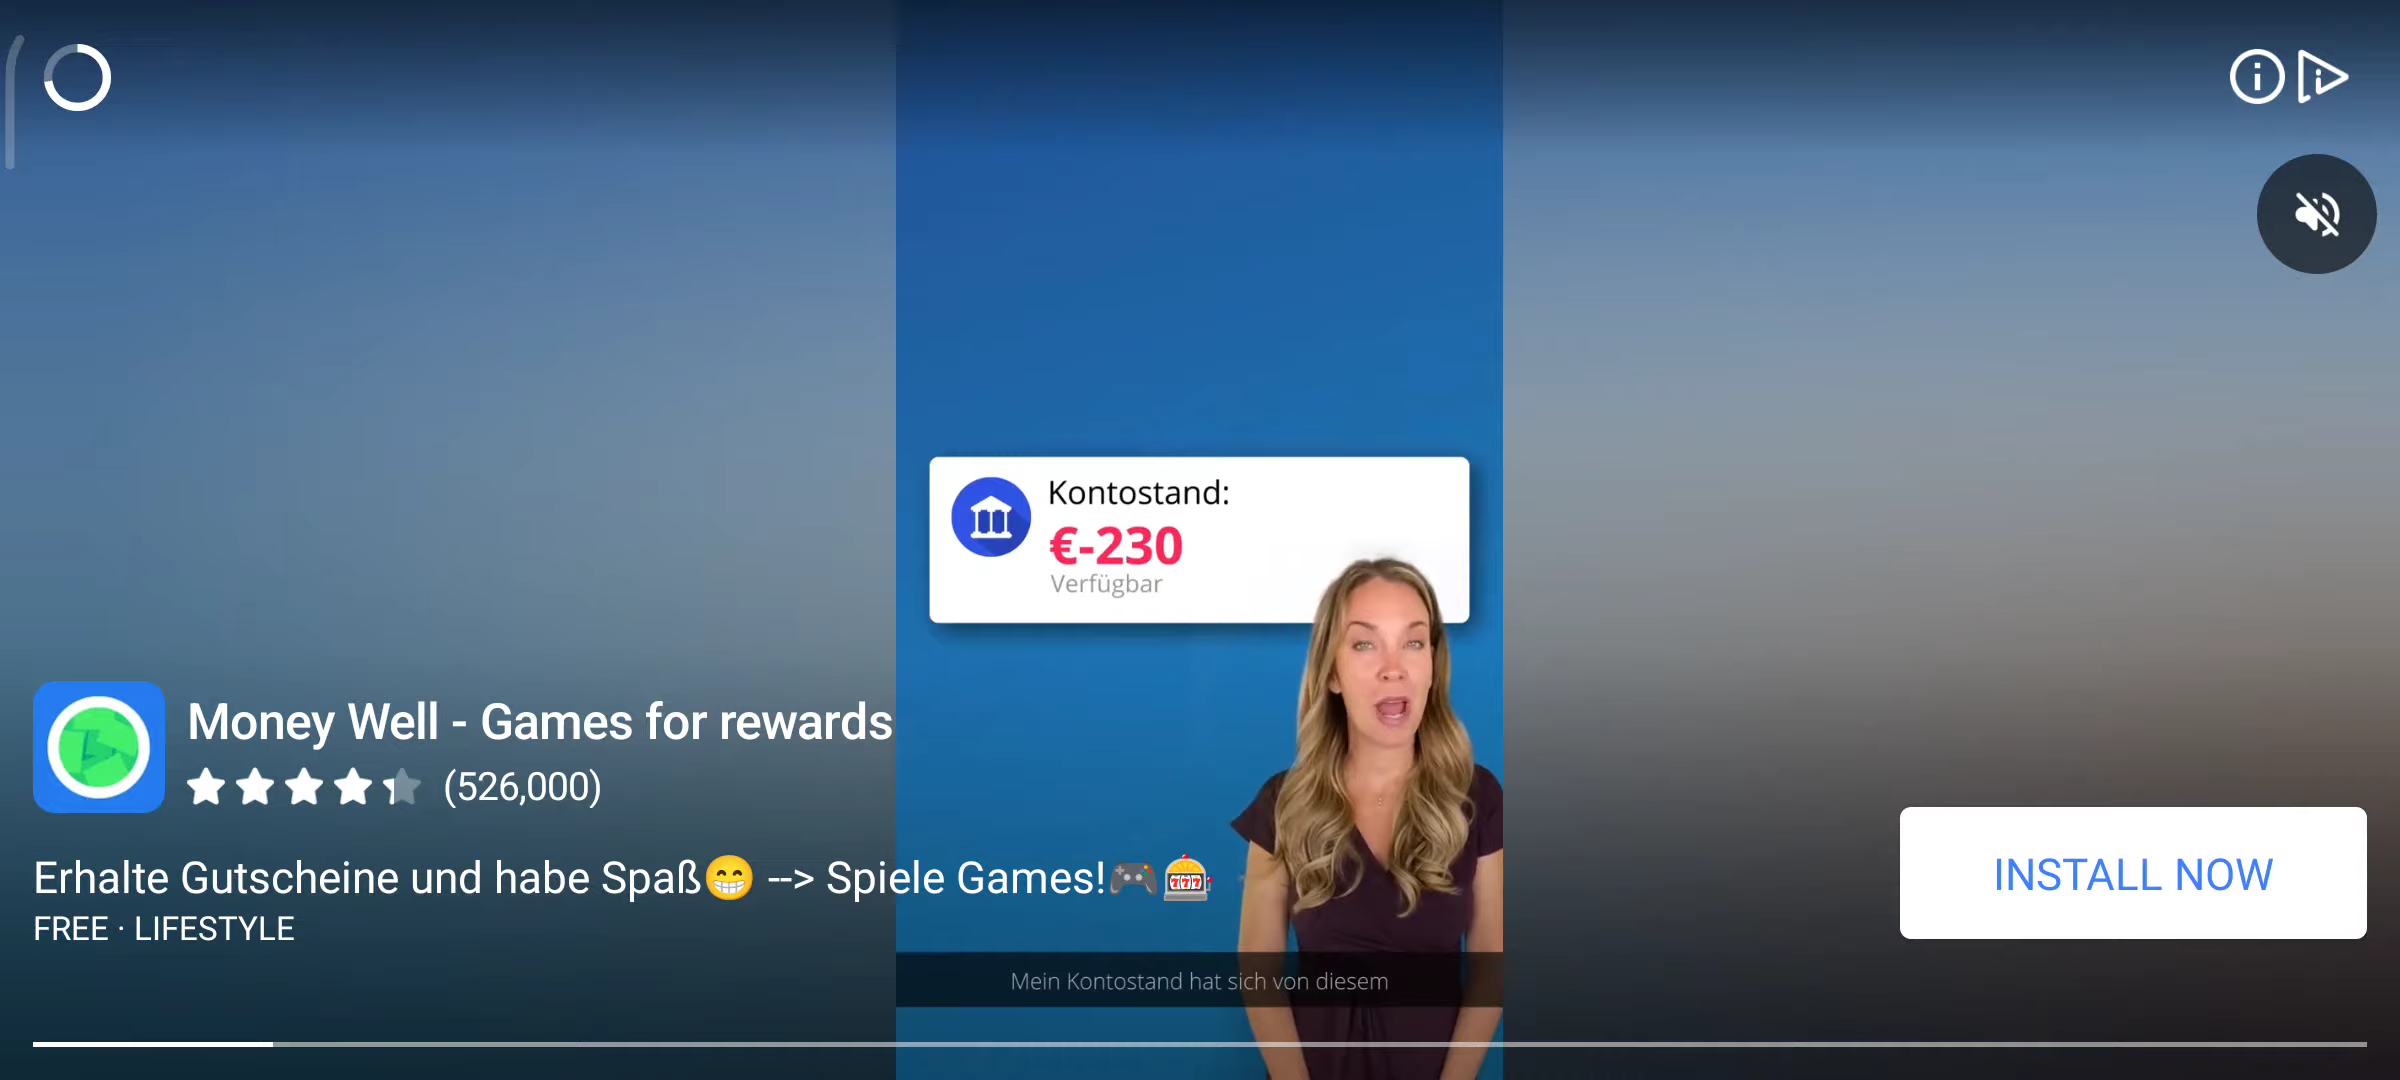 Kontostand:
€-230
Verfügbar
Money Well - Games for rewards
(526,000)
Erhalte Gutscheine und habe Spaß😁 --> Spiele Games!🎮🎰
FREE · LIFESTYLE
INSTALL NOW
Mein Kontostand hat sich von diesem